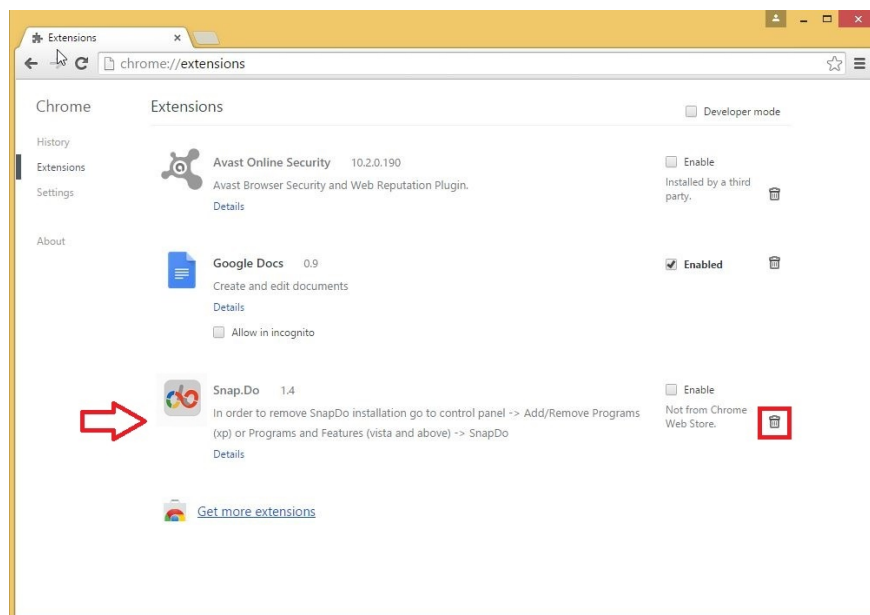 Extensions
chrome://extensions
Chrome
Extensions
Developer mode
History
Extensions
Settings
About
Avast Online Security 10.2.0.190
Enable
Avast Browser Security and Web Reputation Plugin.
Installed by a third
party.
Details
Google Docs 0.9
Enabled
Create and edit documents
Details
Allow in incognito
Snap.Do 1.4
Enable
In order to remove SnapDo installation go to control panel -> Add/Remove Programs
(xp) or Programs and Features (vista and above) -> SnapDo
Not from Chrome
Web Store.
Details
Get more extensions